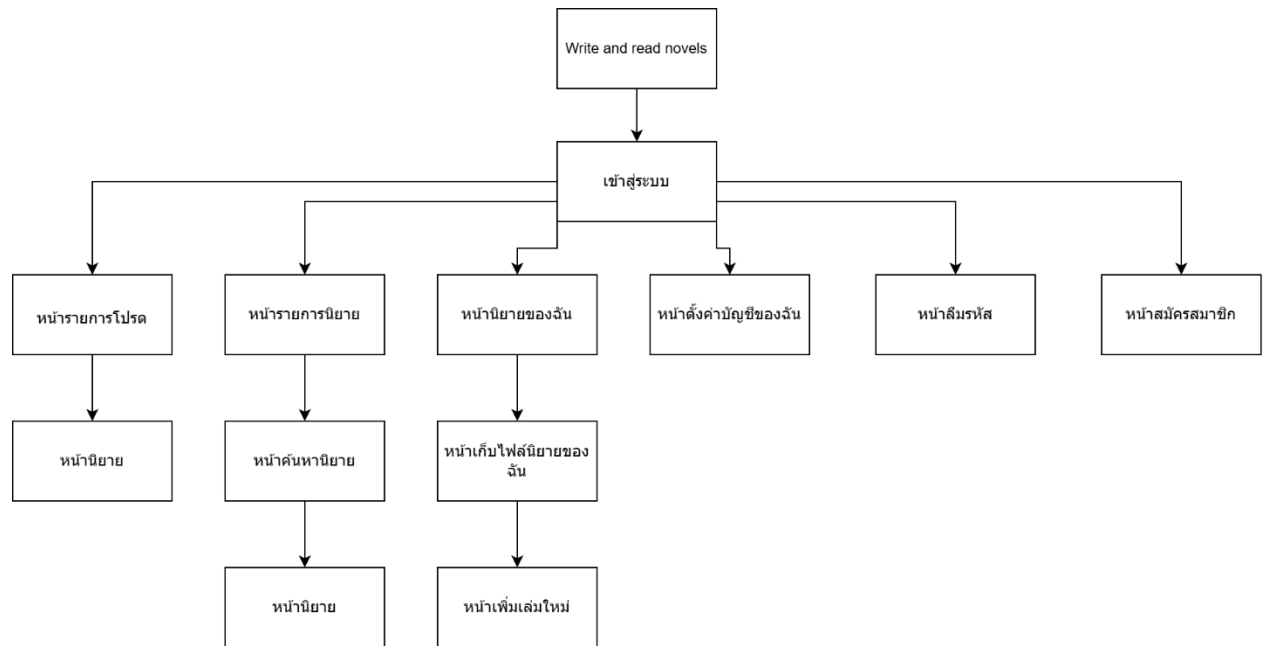 Write and read novels
เข้าสู่ระบบ
หน้ารายการโปรด
หน้ารายการนิยาย
หน้านิยายของฉัน
หน้าตั้งค่าบัญชีของฉัน
หน้าลืมรหัส
หน้าสมัครสมาชิก
หน้านิยาย
หน้าค้นหานิยาย
หน้าเก็บไฟล์นิยายของ
ฉัน
หน้านิยาย
หน้าเพิ่มเล่มใหม่